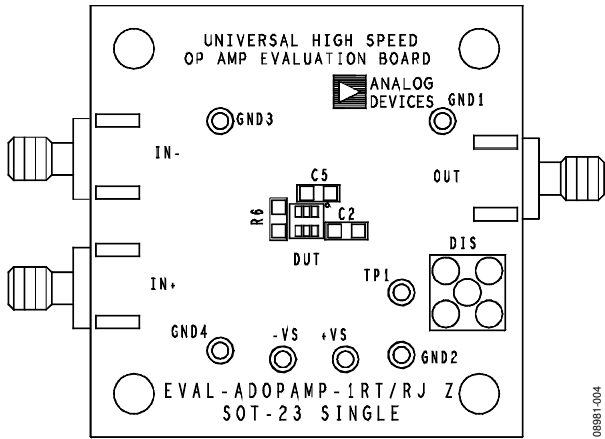 UNIVERSAL HIGH SPEED
OP AMP EVALUATION BOARD
ANALOG
DEVICES
GND1
GND3
IN-
OUT
C5
R6
C2
DUT
DIS
TP1
IN+
GND4
-VS
+VS
GND2
EVAL-ADOPAMP-1RT/RJ Z
SOT-23 SINGLE
08981-004